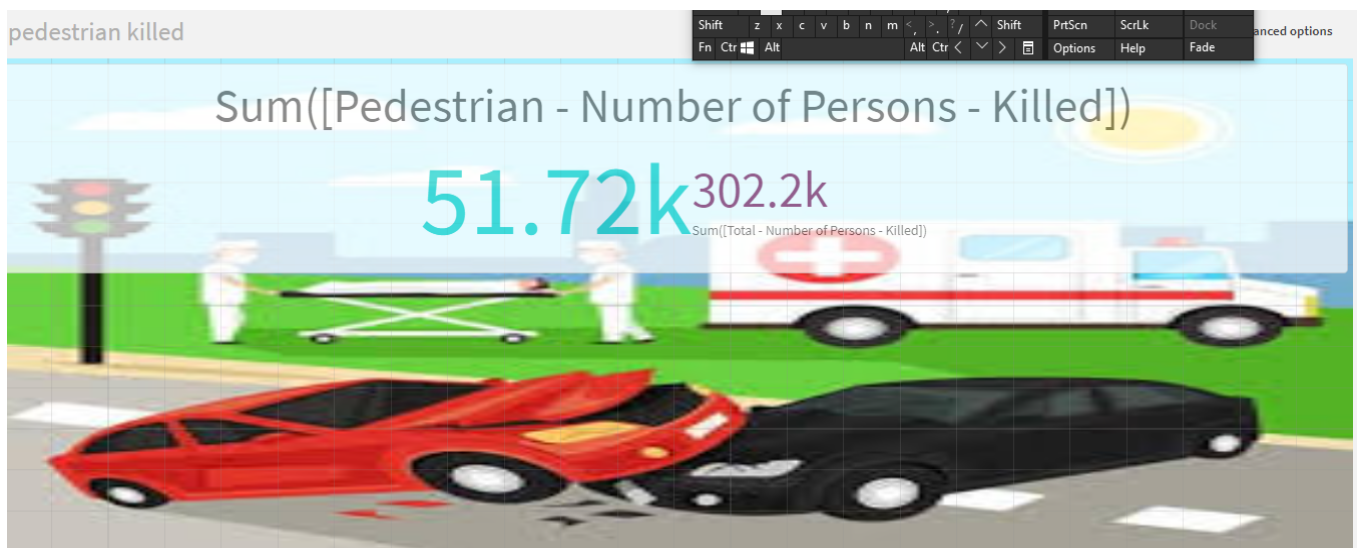 pedestrian killed
Shift z x c v b n m < , > . ? / Shift PrtScn ScrLk Dock
anced options
Fn Ctr Alt Alt Ctr Options Help Fade
Sum([Pedestrian - Number of Persons - Killed])
51.72k 302.2k
Sum([Total - Number of Persons - Killed])